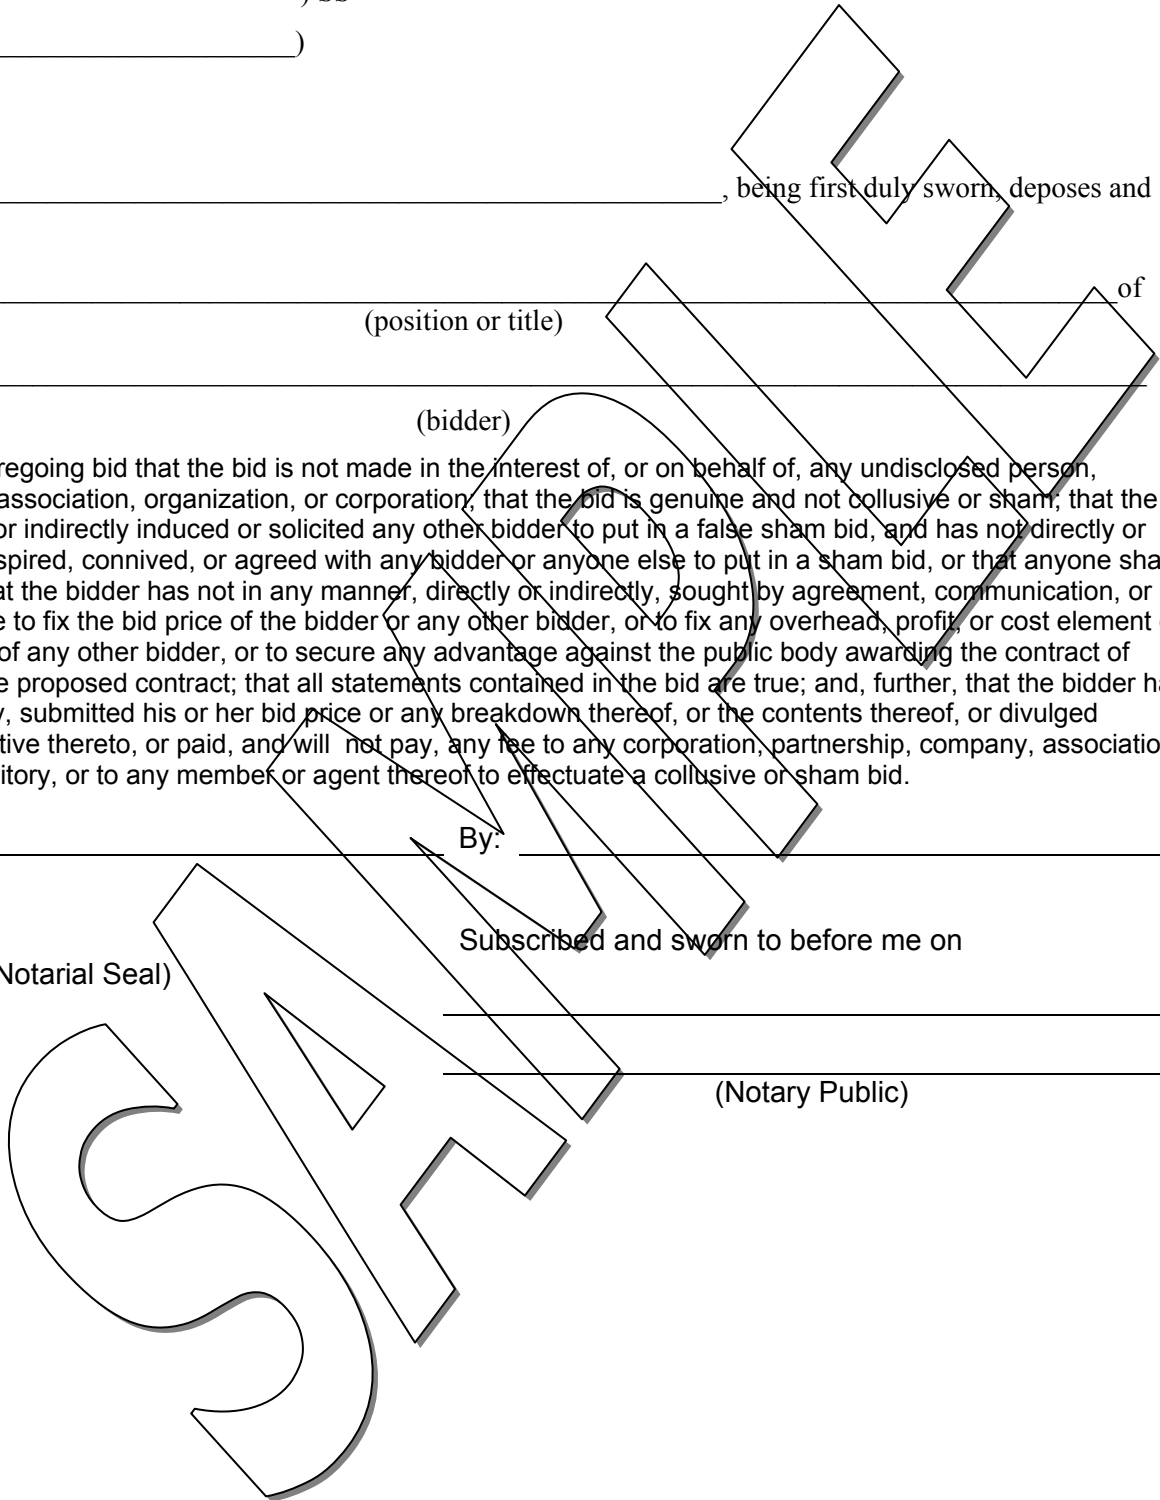 ) ss
)
, being first duly sworn, deposes and
of
(position or title)
(bidder)
regoing bid that the bid is not made in the interest of, or on behalf of, any undisclosed person,
association, organization, or corporation; that the bid is genuine and not collusive or sham; that the
or indirectly induced or solicited any other bidder to put in a false sham bid, and has not directly or
spired, connived, or agreed with any bidder or anyone else to put in a sham bid, or that anyone sha
at the bidder has not in any manner, directly or indirectly, sought by agreement, communication, or
e to fix the bid price of the bidder or any other bidder, or to fix any overhead, profit, or cost element
of any other bidder, or to secure any advantage against the public body awarding the contract of
e proposed contract; that all statements contained in the bid are true; and, further, that the bidder ha
y, submitted his or her bid price or any breakdown thereof, or the contents thereof, or divulged
tive thereto, or paid, and will not pay, any fee to any corporation, partnership, company, associatio
itory, or to any member or agent thereof to effectuate a collusive or sham bid.
By:
Subscribed and sworn to before me on
Notarial Seal)
(Notary Public)
SAMPLE